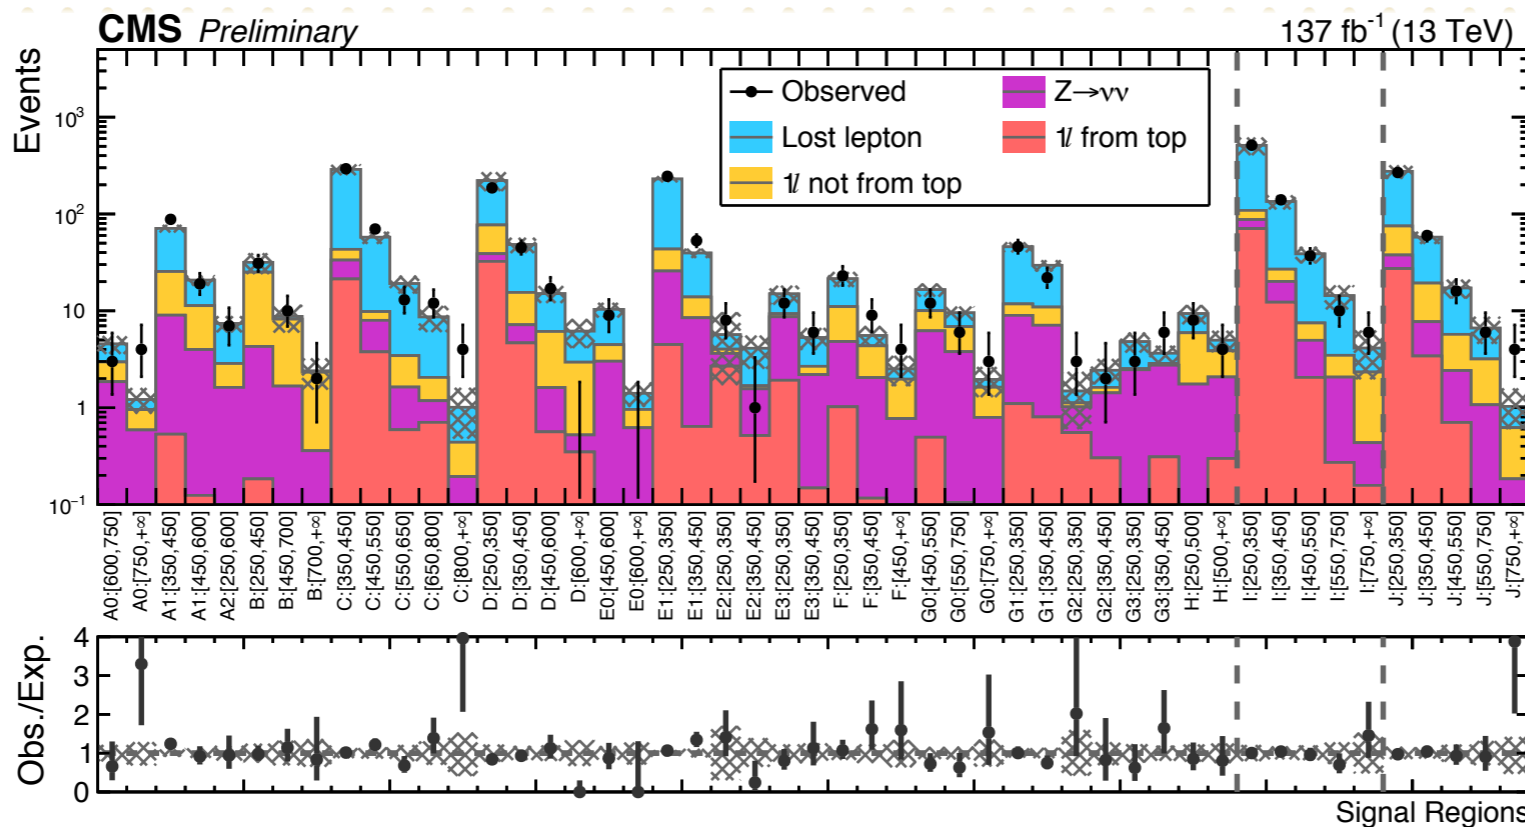 CMS Preliminary 137 fb⁻¹ (13 TeV)
Events
10³
10²
10
1
10⁻¹
Observed
Lost lepton
1ℓ not from top
Z→νν
1ℓ from top
A0:[600,750]
A0:[750,+∞]
A1:[350,450]
A1:[450,600]
A2:[250,600]
B:[250,450]
B:[450,700]
B:[700,+∞]
C:[350,450]
C:[450,550]
C:[550,650]
C:[650,800]
C:[800,+∞]
D:[250,350]
D:[350,450]
D:[450,600]
D:[600,+∞]
E0:[450,600]
E0:[600,+∞]
E1:[250,350]
E1:[350,450]
E2:[250,350]
E2:[350,450]
E3:[250,350]
E3:[350,450]
F:[250,350]
F:[350,450]
F:[450,+∞]
G0:[450,550]
G0:[550,750]
G0:[750,+∞]
G1:[250,350]
G1:[350,450]
G2:[250,350]
G2:[350,450]
G3:[250,350]
G3:[350,450]
H:[250,500]
H:[500,+∞]
I:[250,350]
I:[350,450]
I:[450,550]
I:[550,750]
I:[750,+∞]
J:[250,350]
J:[350,450]
J:[450,550]
J:[550,750]
J:[750,+∞]
Obs./Exp.
4
3
2
1
0
Signal Regions